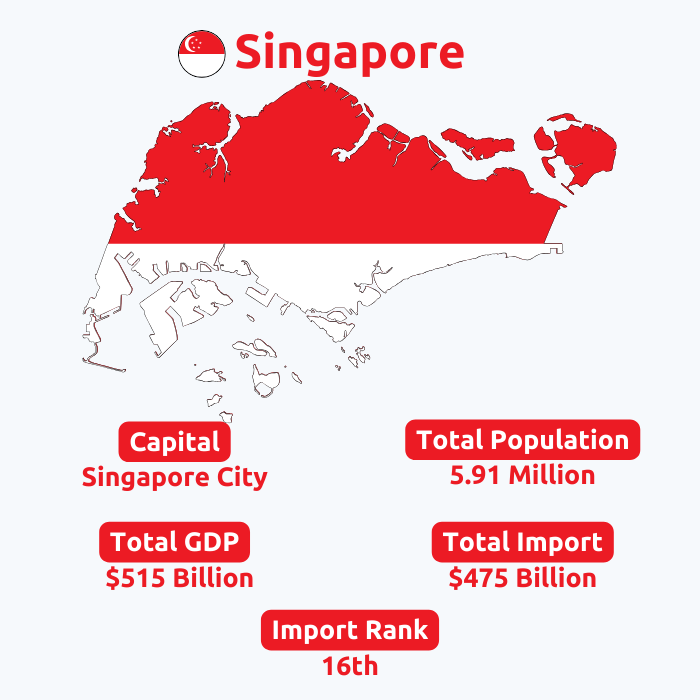 Singapore
Capital
Singapore City
Total Population
5.91 Million
Total GDP
$515 Billion
Total Import
$475 Billion
Import Rank
16th